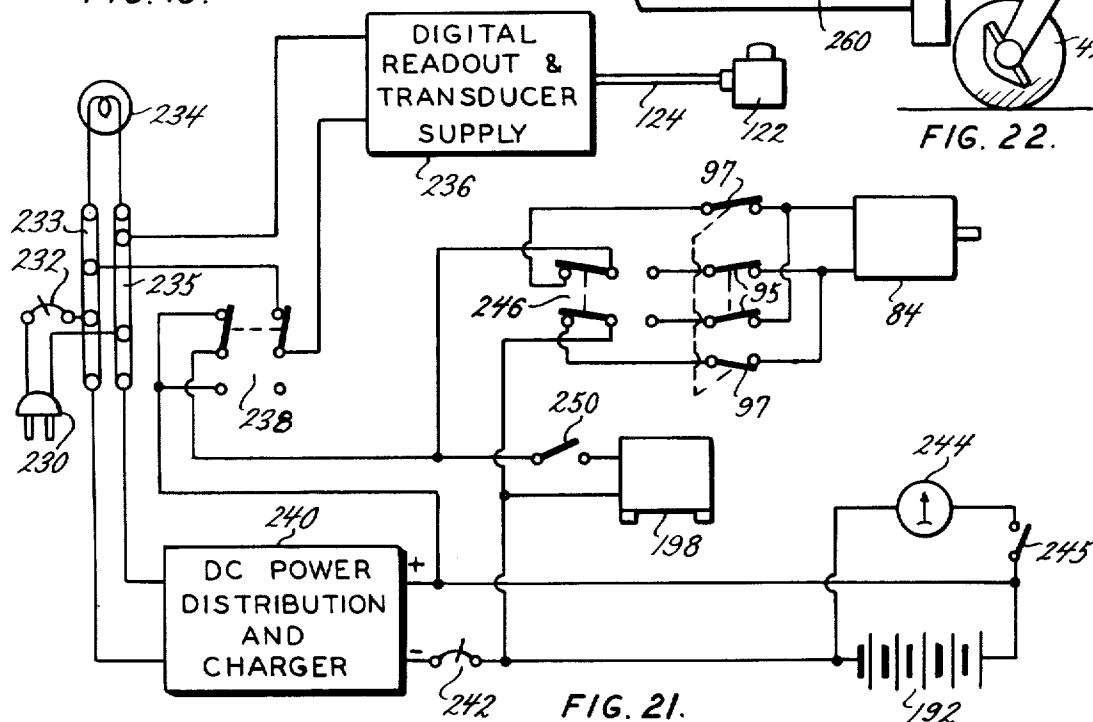 FIG. 22.
260
DIGITAL
READOUT &
TRANSDUCER
SUPPLY
236
124
122
234
233
232
235
230
238
97
246
95
84
97
250
198
244
245
240
DC POWER
DISTRIBUTION
AND
CHARGER
+
-
242
192
FIG. 21.